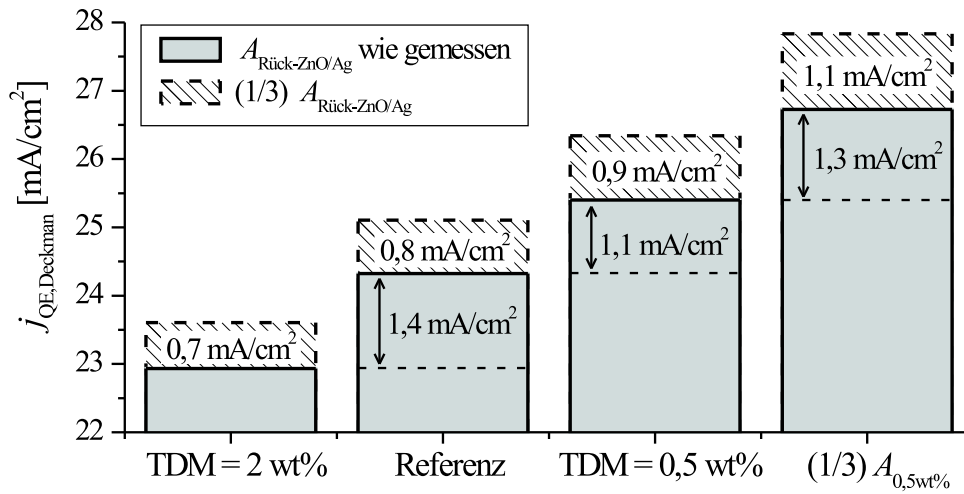 28
27
26
25
24
23
22
j_QE,Deckman [mA/cm²]
A_Rück-ZnO/Ag wie gemessen
(1/3) A_Rück-ZnO/Ag
0,7 mA/cm²
0,8 mA/cm²
1,4 mA/cm²
0,9 mA/cm²
1,1 mA/cm²
1,1 mA/cm²
1,3 mA/cm²
TDM = 2 wt%
Referenz
TDM = 0,5 wt%
(1/3) A_0,5wt%